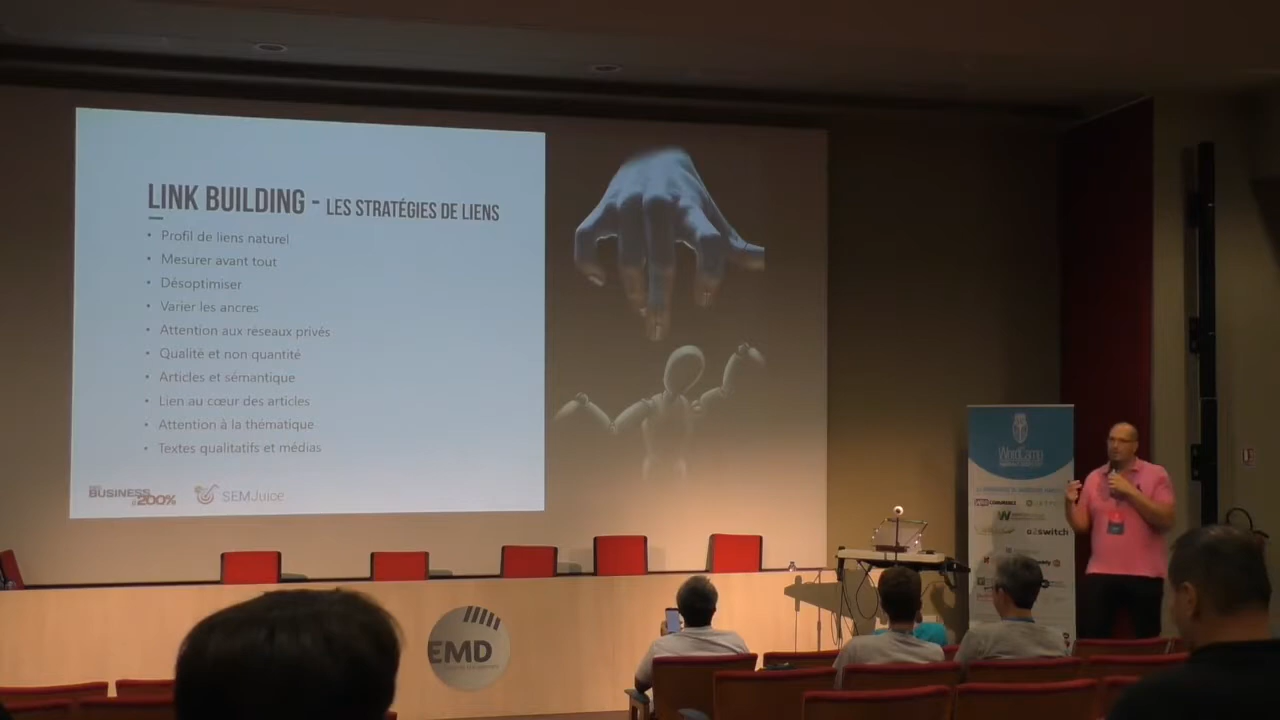 LINK BUILDING - LES STRATÉGIES DE LIENS
• Profil de liens naturel
• Mesurer avant tout
• Désoptimiser
• Varier les ancres
• Attention aux réseaux privés
• Qualité et non quantité
• Articles et sémantique
• Lien au cœur des articles
• Attention à la thématique
• Textes qualitatifs et médias
BUSINESS
à 200%
SEMJuice
WordCamp
o2switch
EMD